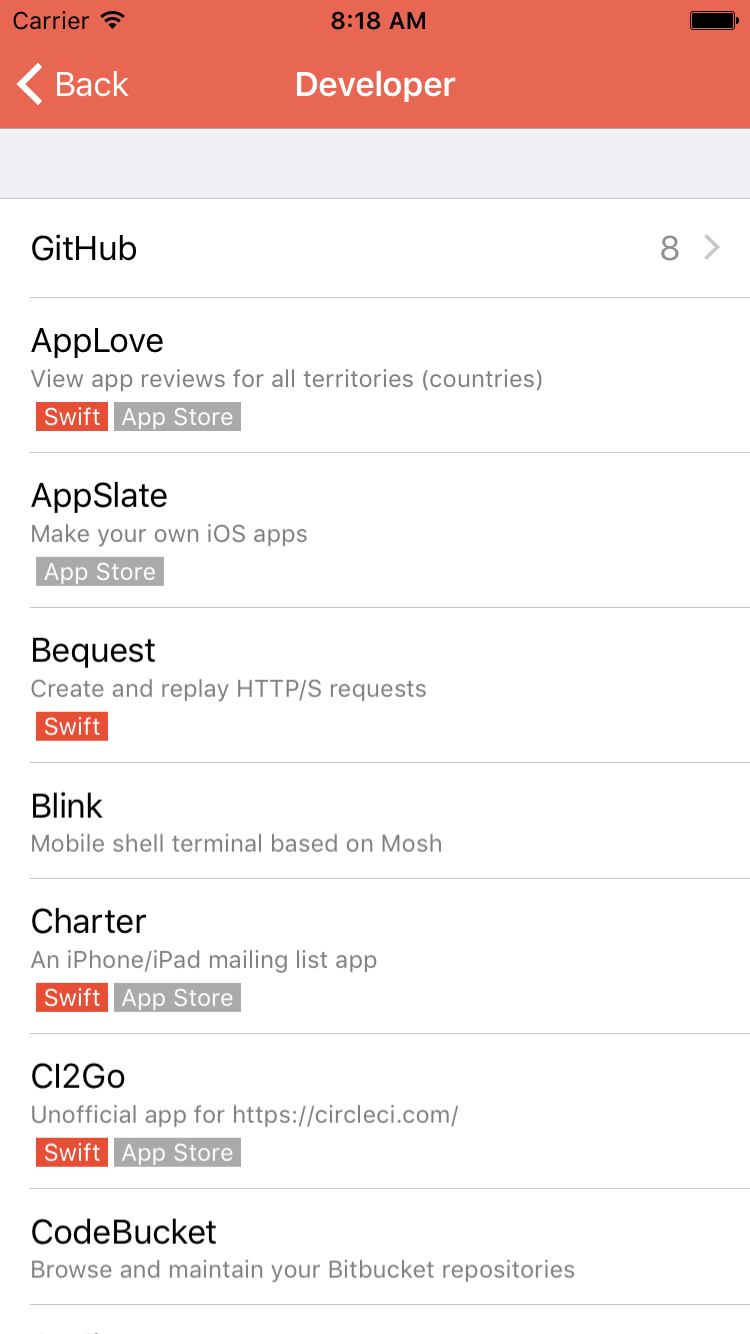 Carrier 8:18 AM
Back Developer
GitHub 8
AppLove
View app reviews for all territories (countries)
Swift App Store
AppSlate
Make your own iOS apps
App Store
Bequest
Create and replay HTTP/S requests
Swift
Blink
Mobile shell terminal based on Mosh
Charter
An iPhone/iPad mailing list app
Swift App Store
CI2Go
Unofficial app for https://circleci.com/
Swift App Store
CodeBucket
Browse and maintain your Bitbucket repositories